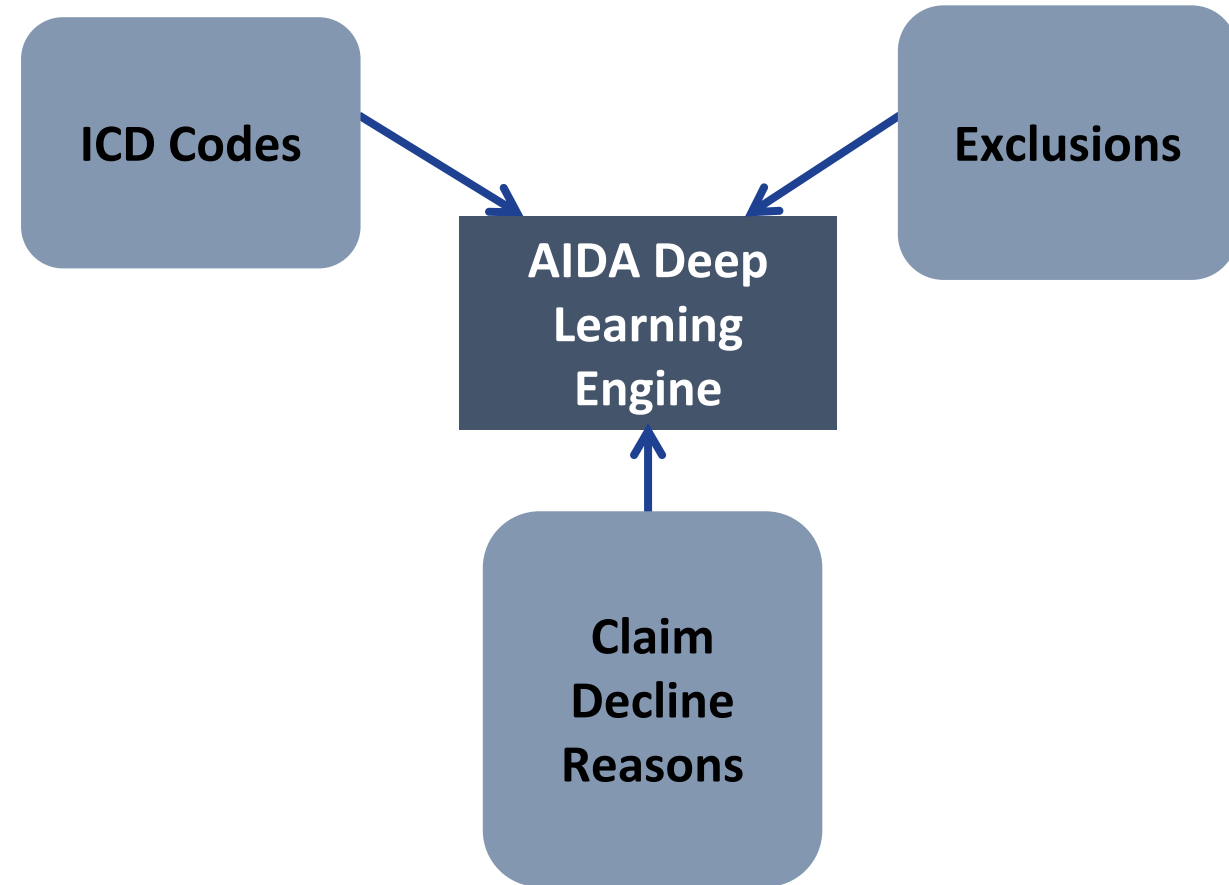 ICD Codes
Exclusions
AIDA Deep
Learning
Engine
Claim
Decline
Reasons